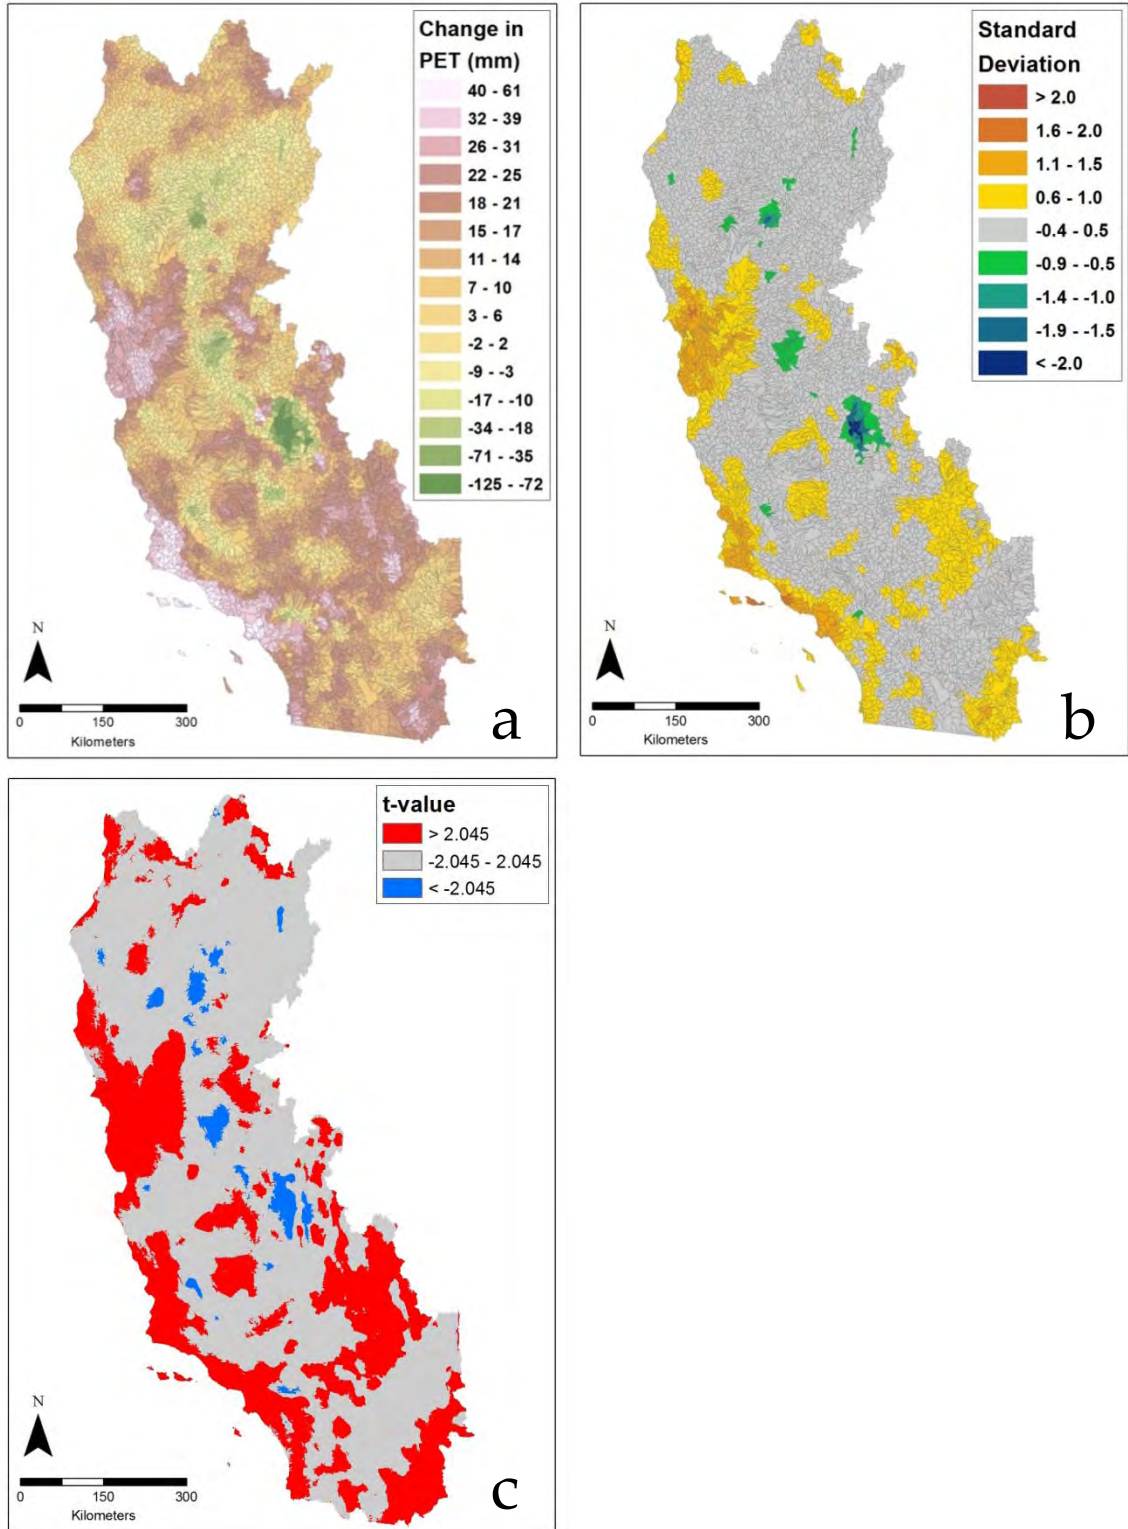 Change in
PET (mm)
40 - 61
32 - 39
26 - 31
22 - 25
18 - 21
15 - 17
11 - 14
7 - 10
3 - 6
-2 - 2
-9 - -3
-17 - -10
-34 - -18
-71 - -35
-125 - -72
N
0 150 300
Kilometers
a
Standard
Deviation
> 2.0
1.6 - 2.0
1.1 - 1.5
0.6 - 1.0
-0.4 - 0.5
-0.9 - -0.5
-1.4 - -1.0
-1.9 - -1.5
< -2.0
N
0 150 300
Kilometers
b
t-value
> 2.045
-2.045 - 2.045
< -2.045
N
0 150 300
Kilometers
c